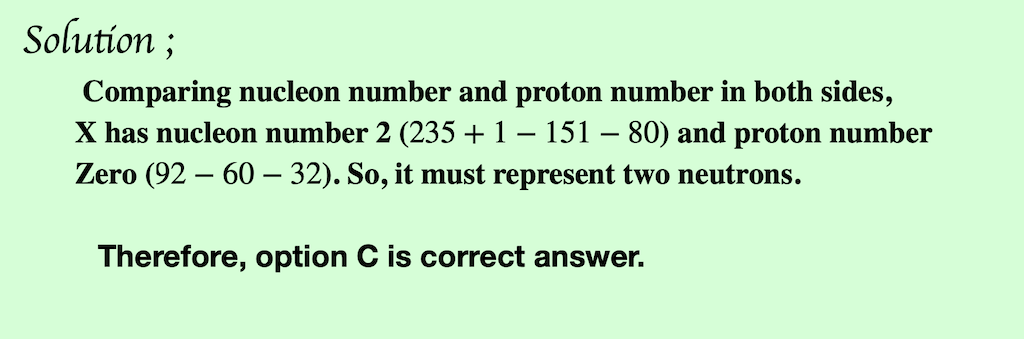 Solution ;
Comparing nucleon number and proton number in both sides,
X has nucleon number 2 (235 + 1 − 151 − 80) and proton number
Zero (92 − 60 − 32). So, it must represent two neutrons.
Therefore, option C is correct answer.